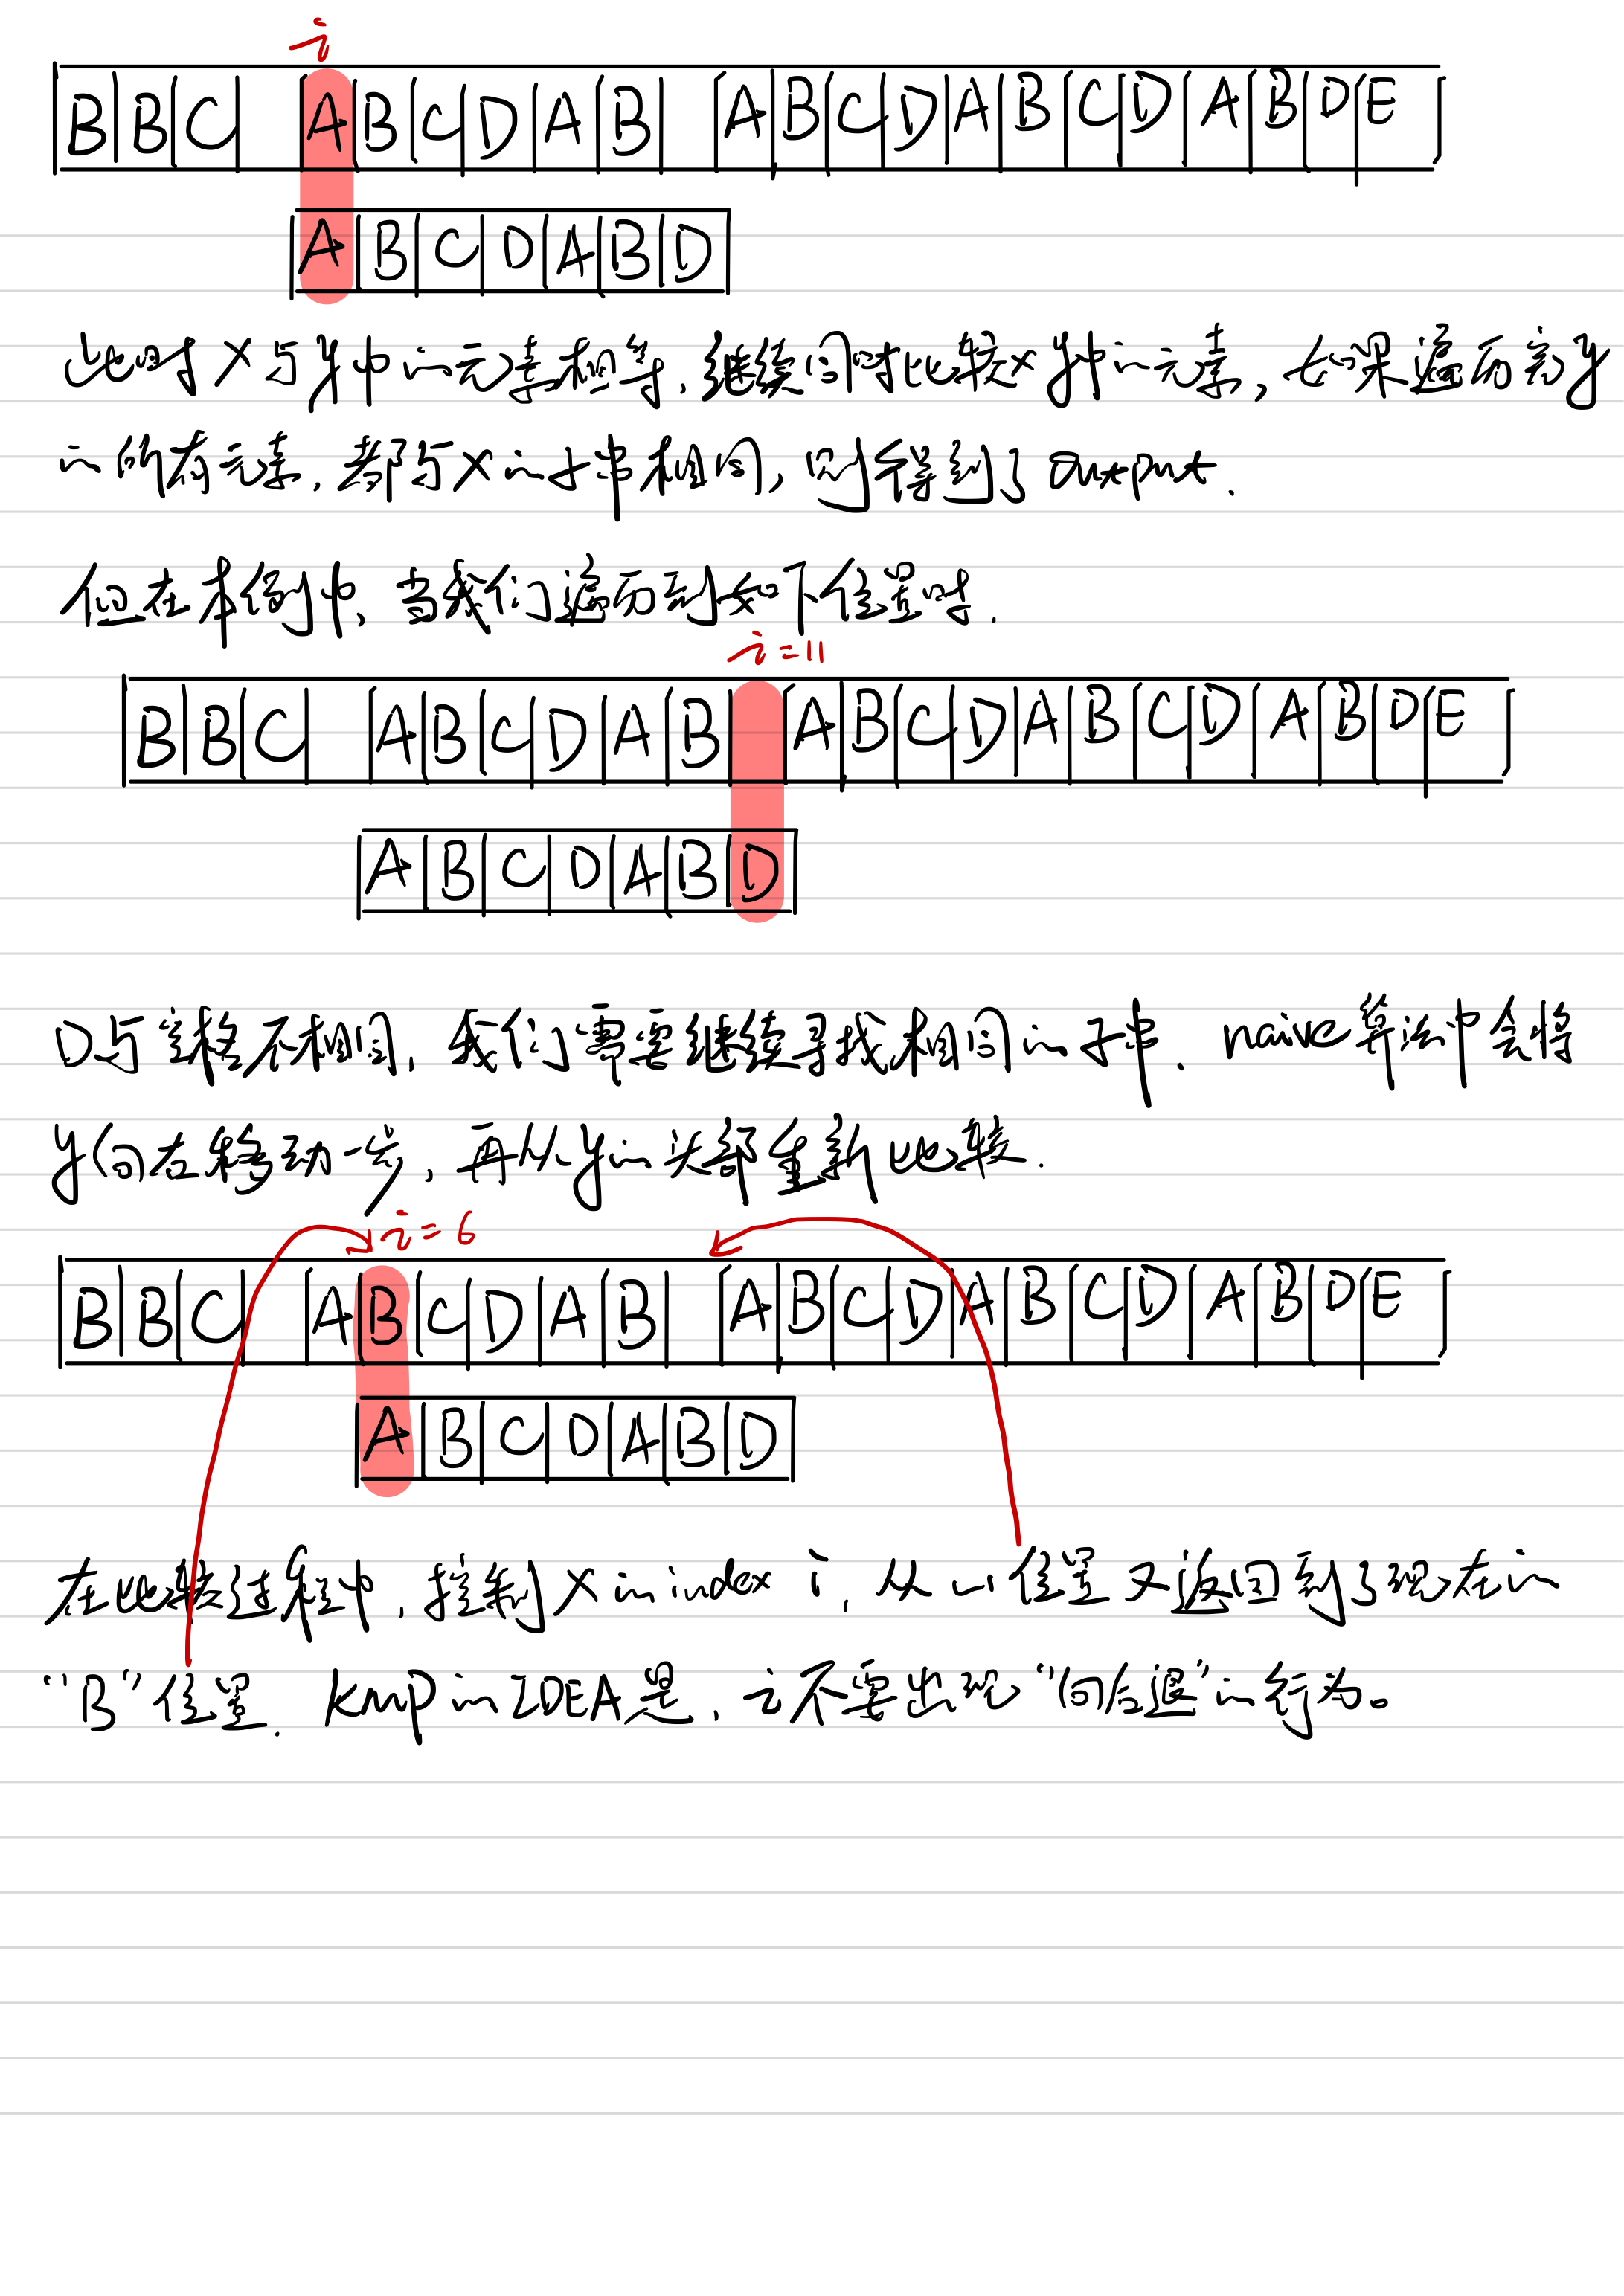 i
B B C A B C D A B A B C D A B C D A B D E
A B C D A B D
此时X与y中的元素相等,继续同时比较x y中的元素,如果遍历完y
的所有元素,都与X的子串相同,则得到了output.
但在本例中,当我们遍历到如下位置时.
i=11
B B C A B C D A B A B C D A B C D A B D E
A B C D A B D
D与空格不相同,我们需要继续寻找相同的子串.naive算法中会将
y向右移动一步,再从y的头部重新比较.
i=6
B B C A B C D A B A B C D A B C D A B D E
A B C D A B D
在比较过程中,指针X的index i,从 的位置又返回到了现在的
"B"位置.KMP的IDEA是,i不要出现"向后退"的行为。